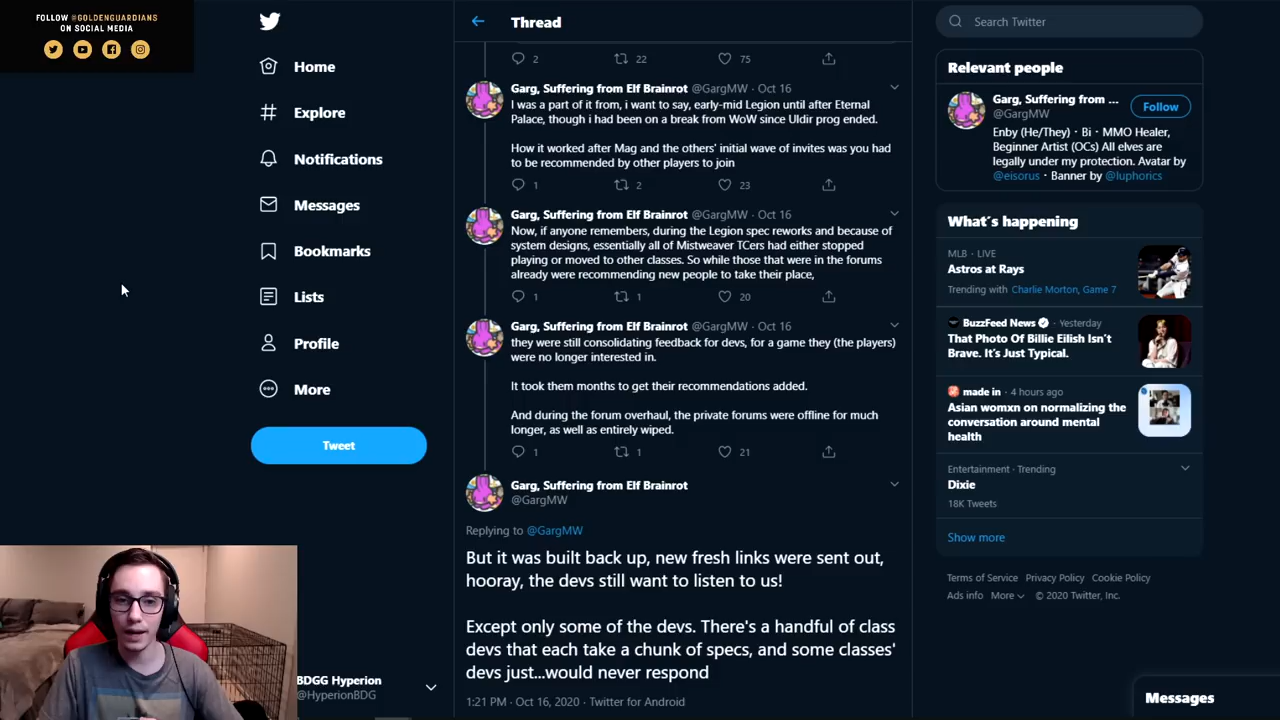 FOLLOW @GOLDENGUARDIANS
ON SOCIAL MEDIA
Home
Explore
Notifications
Messages
Bookmarks
Lists
Profile
More
Tweet
BDGG Hyperion
@HyperionBDG
Thread
2 22 75
Garg, Suffering from Elf Brainrot @GargMW · Oct 16
I was a part of it from, i want to say, early-mid Legion until after Eternal
Palace, though i had been on a break from WoW since Uldir prog ended.
How it worked after Mag and the others' initial wave of invites was you had
to be recommended by other players to join
1 2 23
Garg, Suffering from Elf Brainrot @GargMW · Oct 16
Now, if anyone remembers, during the Legion spec reworks and because of
system designs, essentially all of Mistweaver TCers had either stopped
playing or moved to other classes. So while those that were in the forums
already were recommending new people to take their place,
1 1 20
Garg, Suffering from Elf Brainrot @GargMW · Oct 16
they were still consolidating feedback for devs, for a game they (the players)
were no longer interested in.
It took them months to get their recommendations added.
And during the forum overhaul, the private forums were offline for much
longer, as well as entirely wiped.
1 1 21
Garg, Suffering from Elf Brainrot
@GargMW
Replying to @GargMW
But it was built back up, new fresh links were sent out,
hooray, the devs still want to listen to us!
Except only some of the devs. There's a handful of class
devs that each take a chunk of specs, and some classes'
devs just...would never respond
1:21 PM · Oct 16, 2020 · Twitter for Android
Search Twitter
Relevant people
Garg, Suffering from ...
@GargMW
Follow
Enby (He/They) · Bi · MMO Healer,
Beginner Artist (OCs) All elves are
legally under my protection. Avatar by
@eisorus · Banner by @luphorics
What's happening
MLB · LIVE
Astros at Rays
Trending with Charlie Morton, Game 7
BuzzFeed News · Yesterday
That Photo Of Billie Eilish Isn't
Brave. It's Just Typical.
made in · 4 hours ago
Asian womxn on normalizing the
conversation around mental
health
Entertainment · Trending
Dixie
18K Tweets
Show more
Terms of Service Privacy Policy Cookie Policy
Ads info More © 2020 Twitter, Inc.
Messages